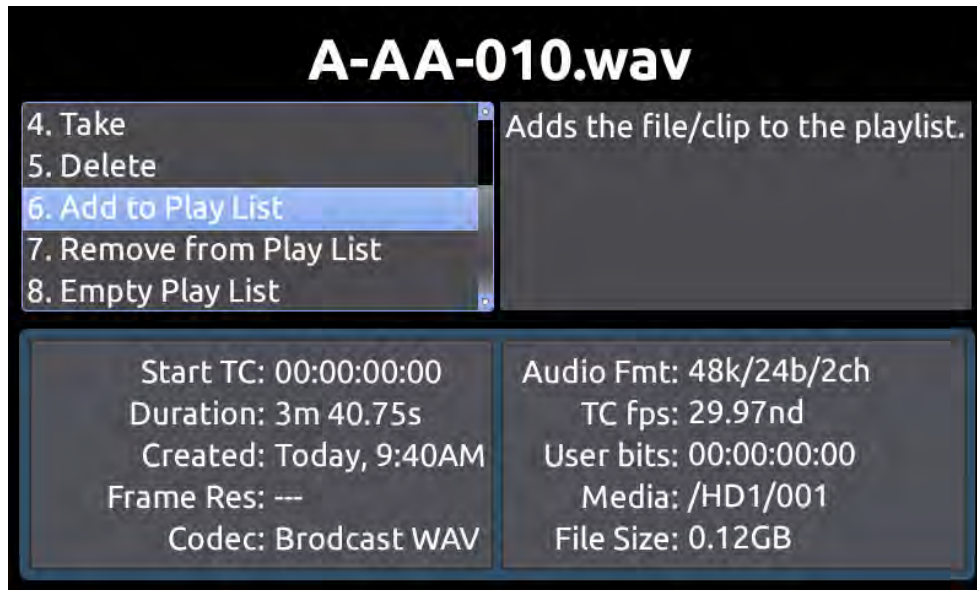 A-AA-010.wav
4. Take
5. Delete
6. Add to Play List
7. Remove from Play List
8. Empty Play List
Adds the file/clip to the playlist.
Start TC: 00:00:00:00
Duration: 3m 40.75s
Created: Today, 9:40AM
Frame Res: ---
Codec: Brodcast WAV
Audio Fmt: 48k/24b/2ch
TC fps: 29.97nd
User bits: 00:00:00:00
Media: /HD1/001
File Size: 0.12GB